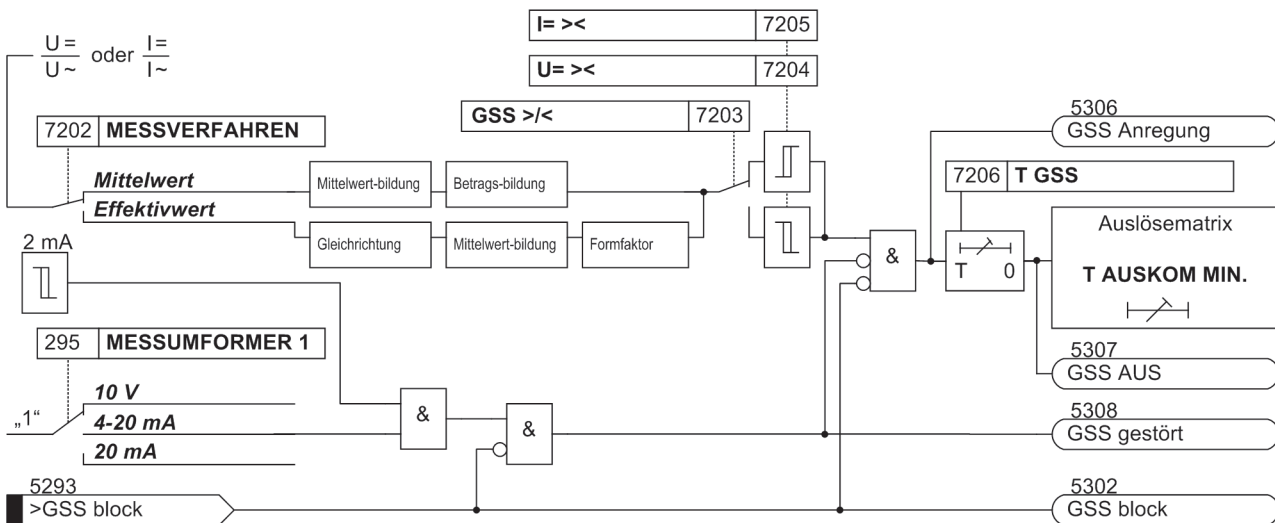 I= >< 7205
U= >< 7204
U= oder I=
U~ I~
GSS >/< 7203
7202 MESSVERFAHREN
5306
GSS Anregung
Mittelwert
Mittelwert-bildung
Betrags-bildung
7206 T GSS
Effektivwert
Gleichrichtung
Mittelwert-bildung
Formfaktor
Auslösematrix
T AUSKOM MIN.
2 mA
&
T 0
295 MESSUMFORMER 1
5307
GSS AUS
10 V
„1“
4-20 mA
20 mA
&
&
5308
GSS gestört
5293
>GSS block
5302
GSS block